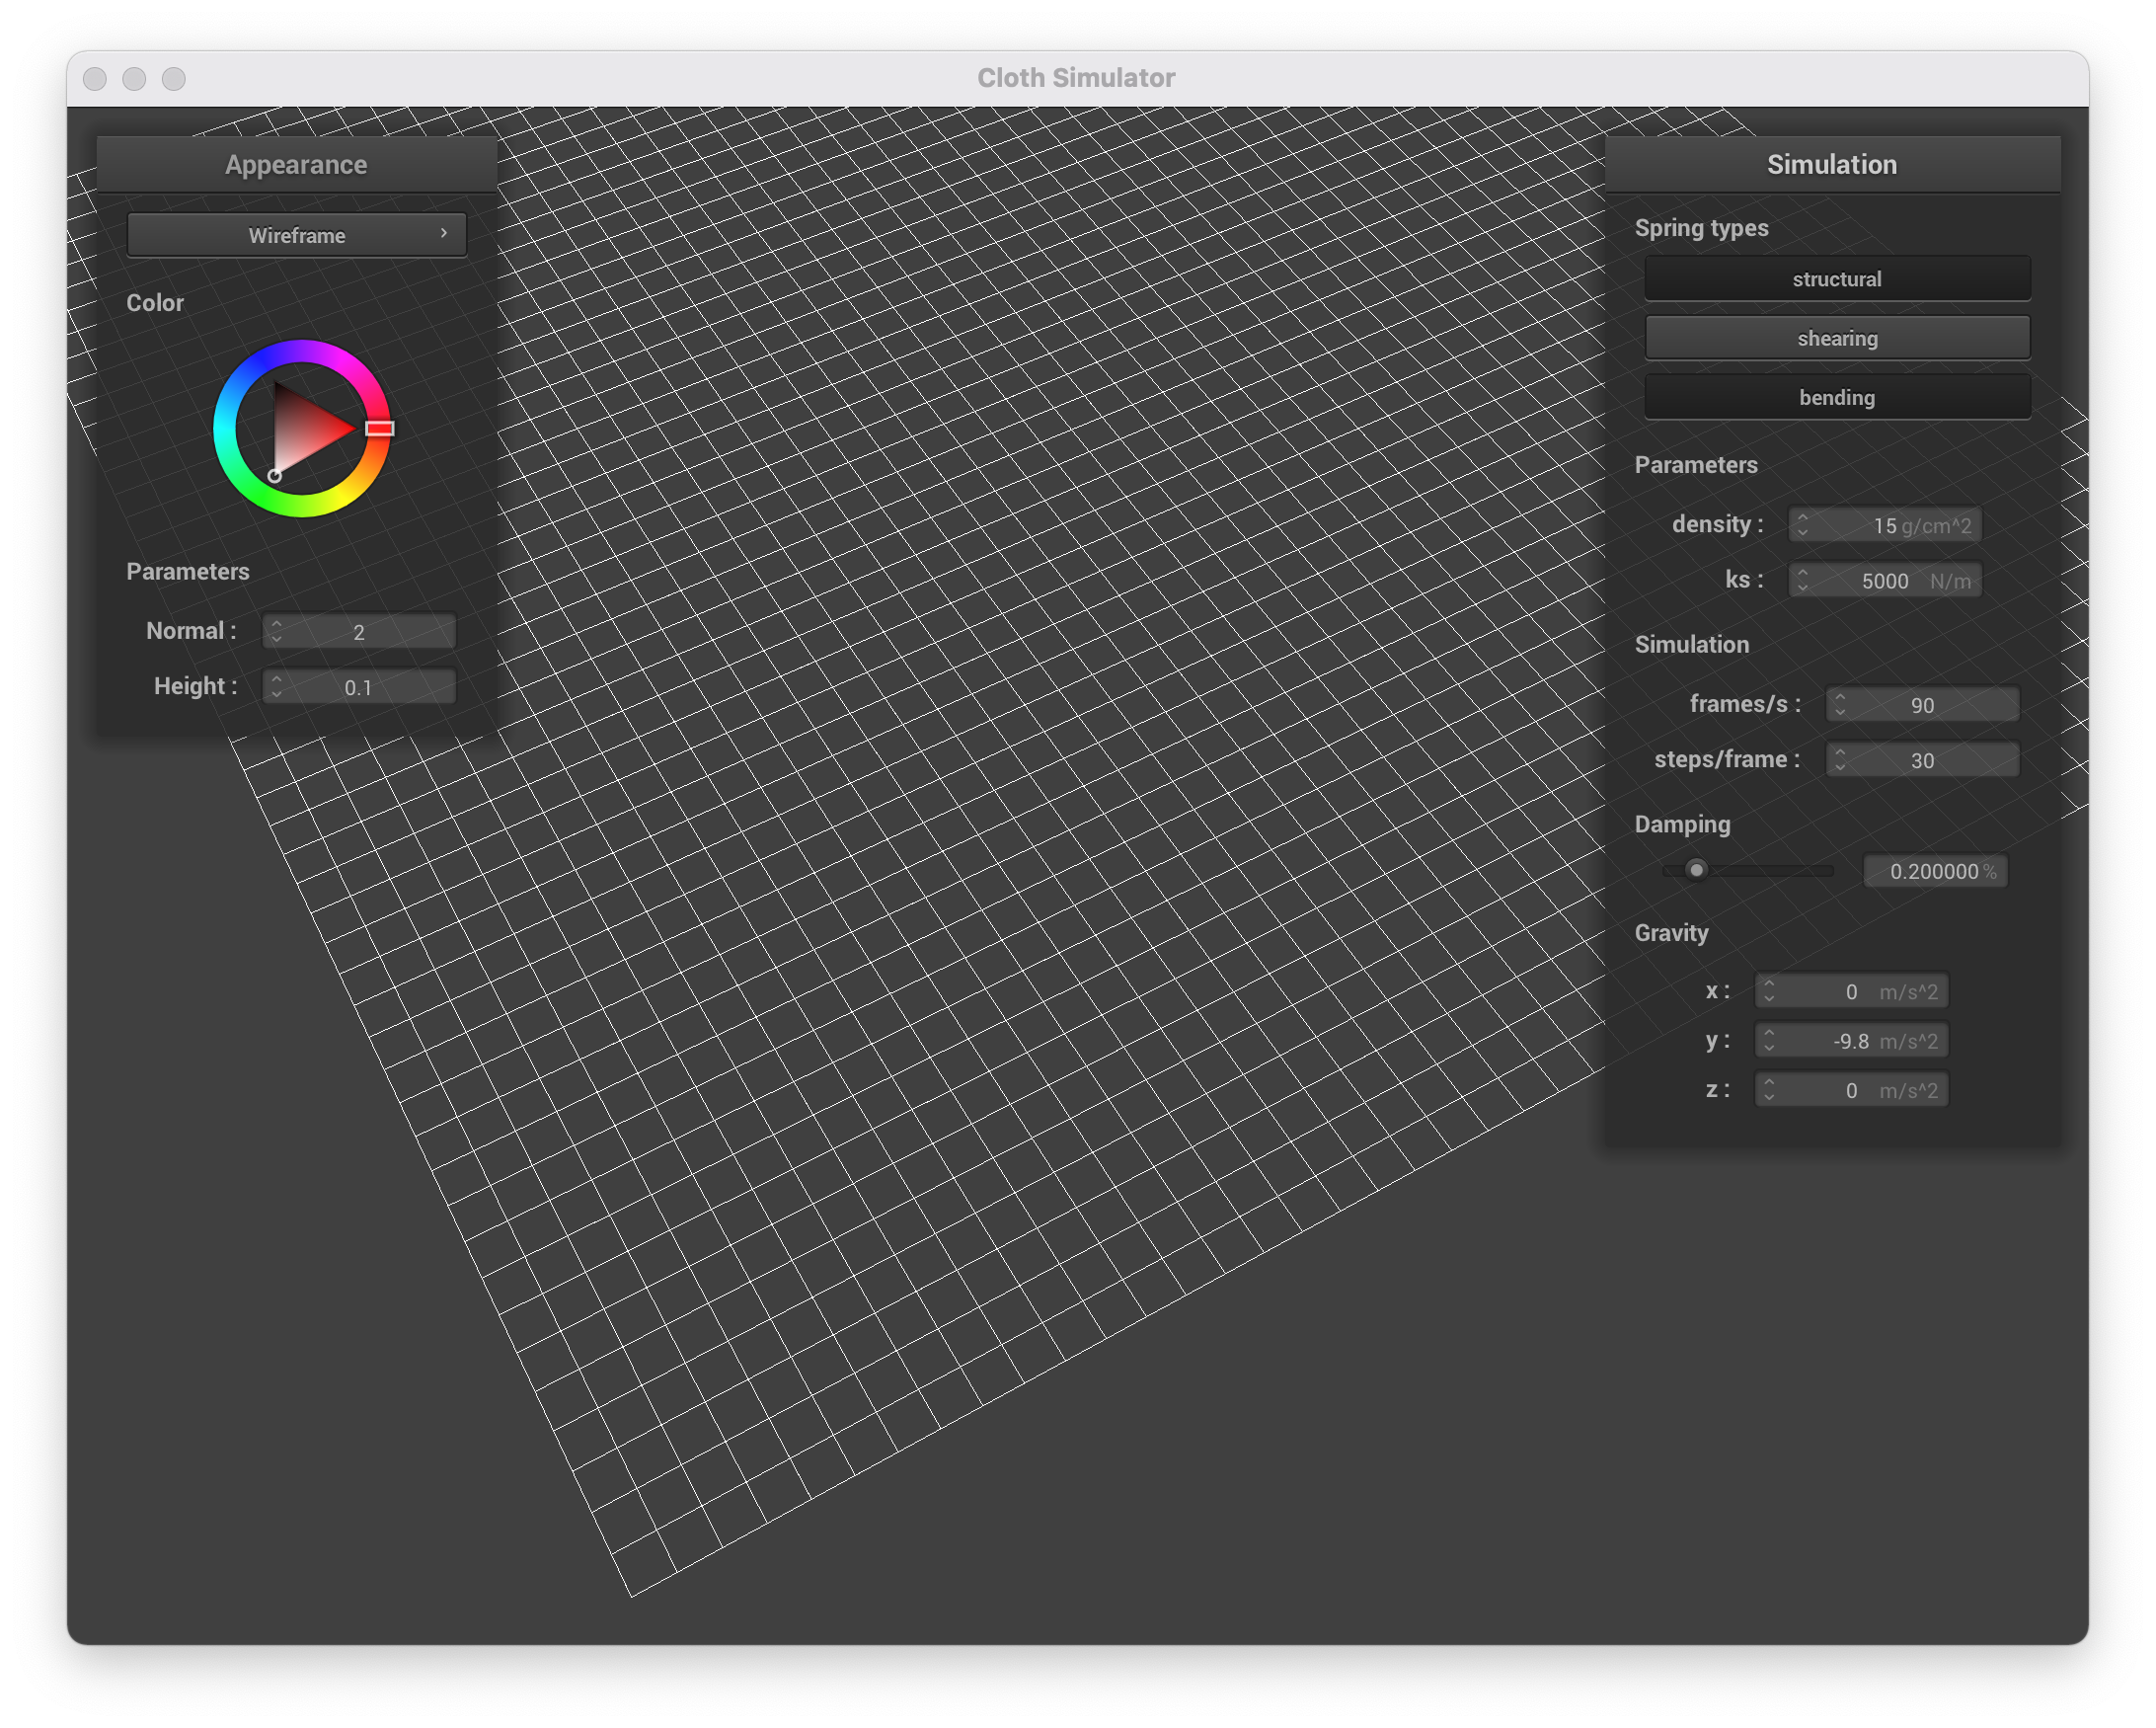 Cloth Simulator
Appearance
Wireframe
Color
Parameters
Normal : 2
Height : 0.1
Simulation
Spring types
structural
shearing
bending
Parameters
density : 15 g/cm^2
ks : 5000 N/m
Simulation
frames/s : 90
steps/frame : 30
Damping
0.200000 %
Gravity
x : 0 m/s^2
y : -9.8 m/s^2
z : 0 m/s^2